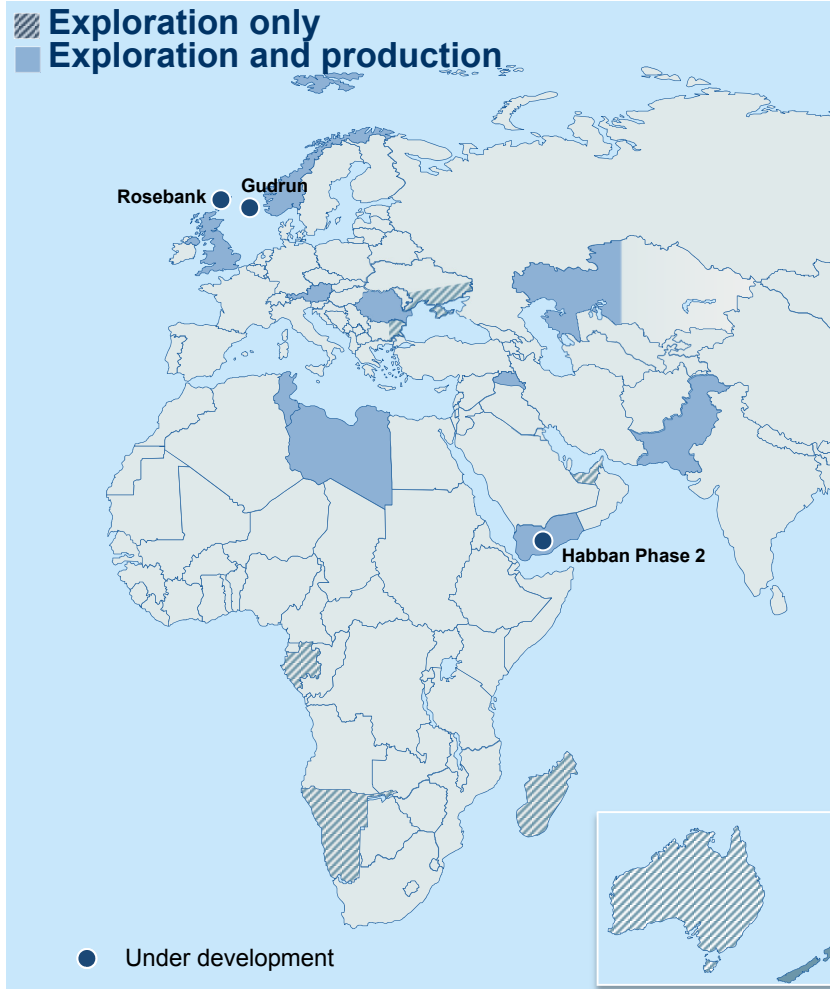 Exploration only
Exploration and production
Gudrun
Rosebank
Habban Phase 2
Under development